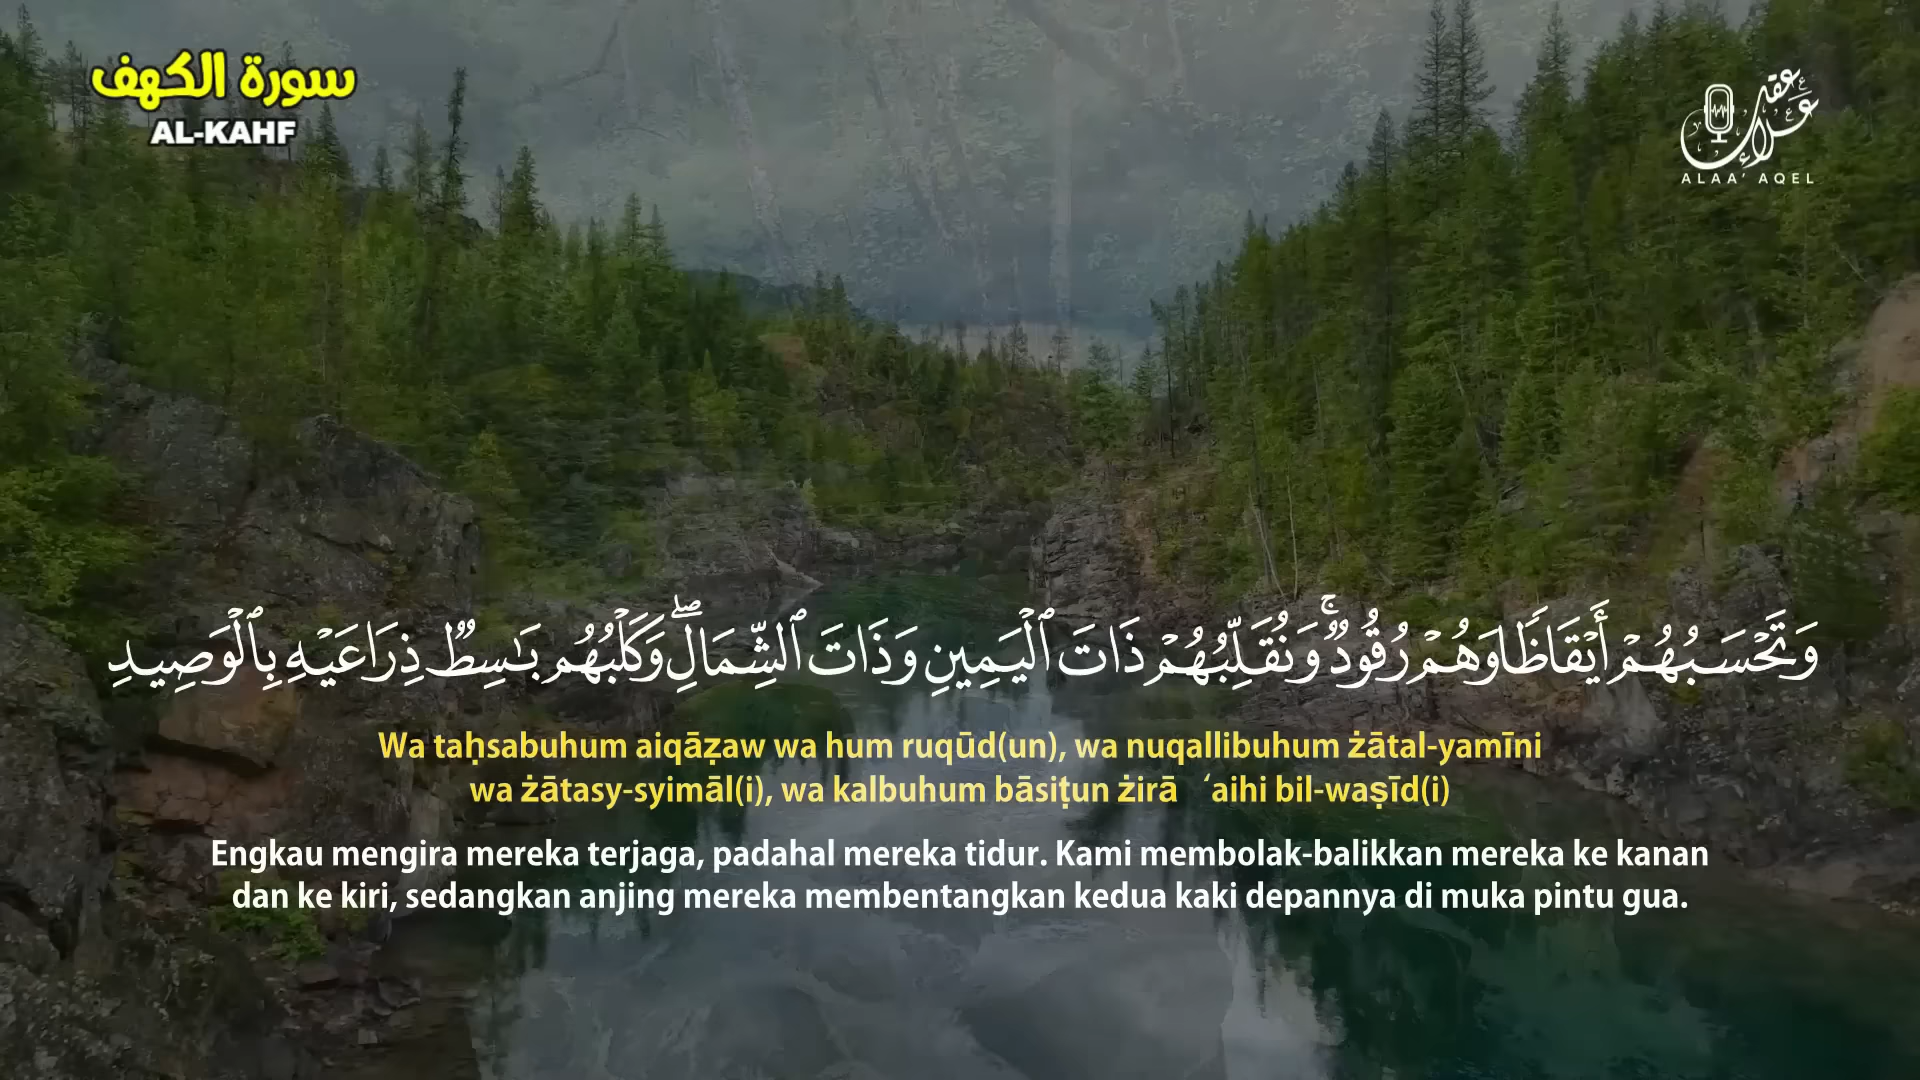 سورة الكهف
AL-KAHF
علاء عقل
ALAA' AQEL
وَتَحْسَبُهُمْ أَيْقَاظًا وَهُمْ رُقُودٌ ۚ وَنُقَلِّبُهُمْ ذَاتَ ٱلْيَمِينِ وَذَاتَ ٱلشِّمَالِ ۖ وَكَلْبُهُم بَـٰسِطٌ ذِرَاعَيْهِ بِٱلْوَصِيدِ
Wa taḥsabuhum aiqāẓaw wa hum ruqūd(un), wa nuqallibuhum żātal-yamīni
wa żātasy-syimāl(i), wa kalbuhum bāsiṭun żirā ‘aihi bil-waṣīd(i)
Engkau mengira mereka terjaga, padahal mereka tidur. Kami membolak-balikkan mereka ke kanan
dan ke kiri, sedangkan anjing mereka membentangkan kedua kaki depannya di muka pintu gua.